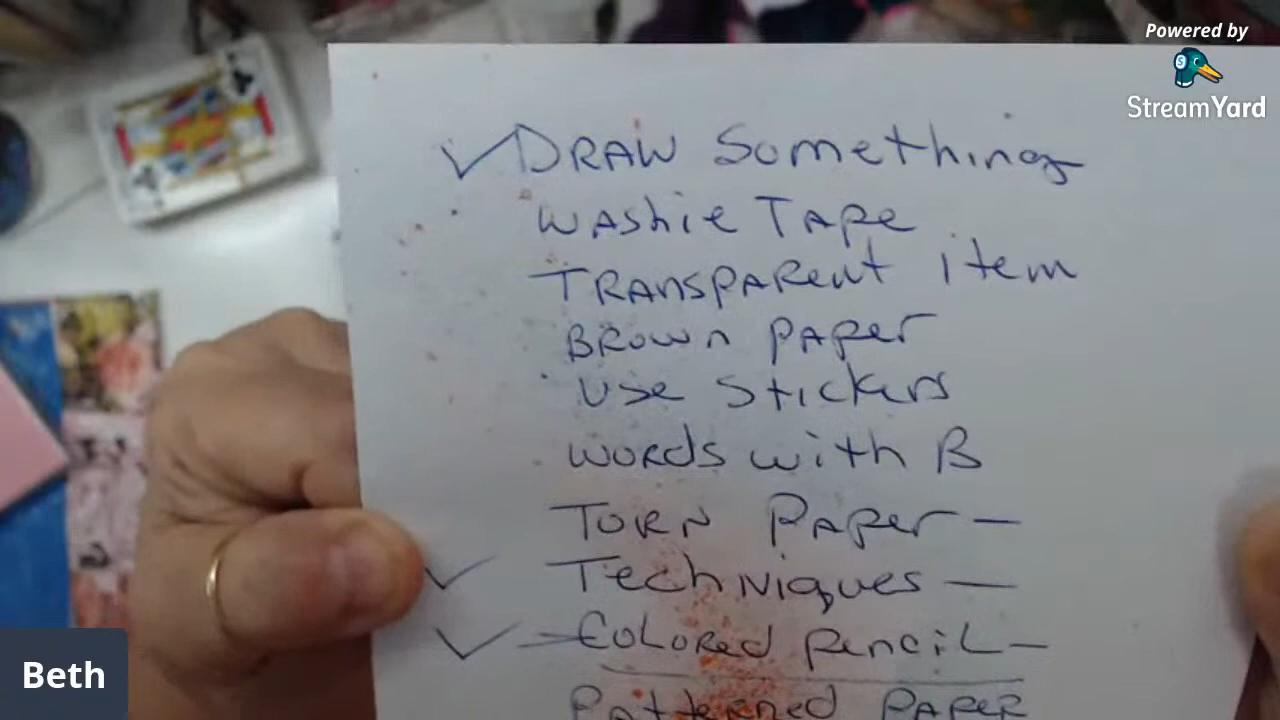 Powered by
StreamYard
✓ DRAW Something
WAShie TAPe
TRANSPARent item
BROWN PAPer
USe Stickers
WORDS with B
TORN PAPer —
✓ TechNiques —
✓ — COLORed PenciL —
PatteRned PAPER
Beth